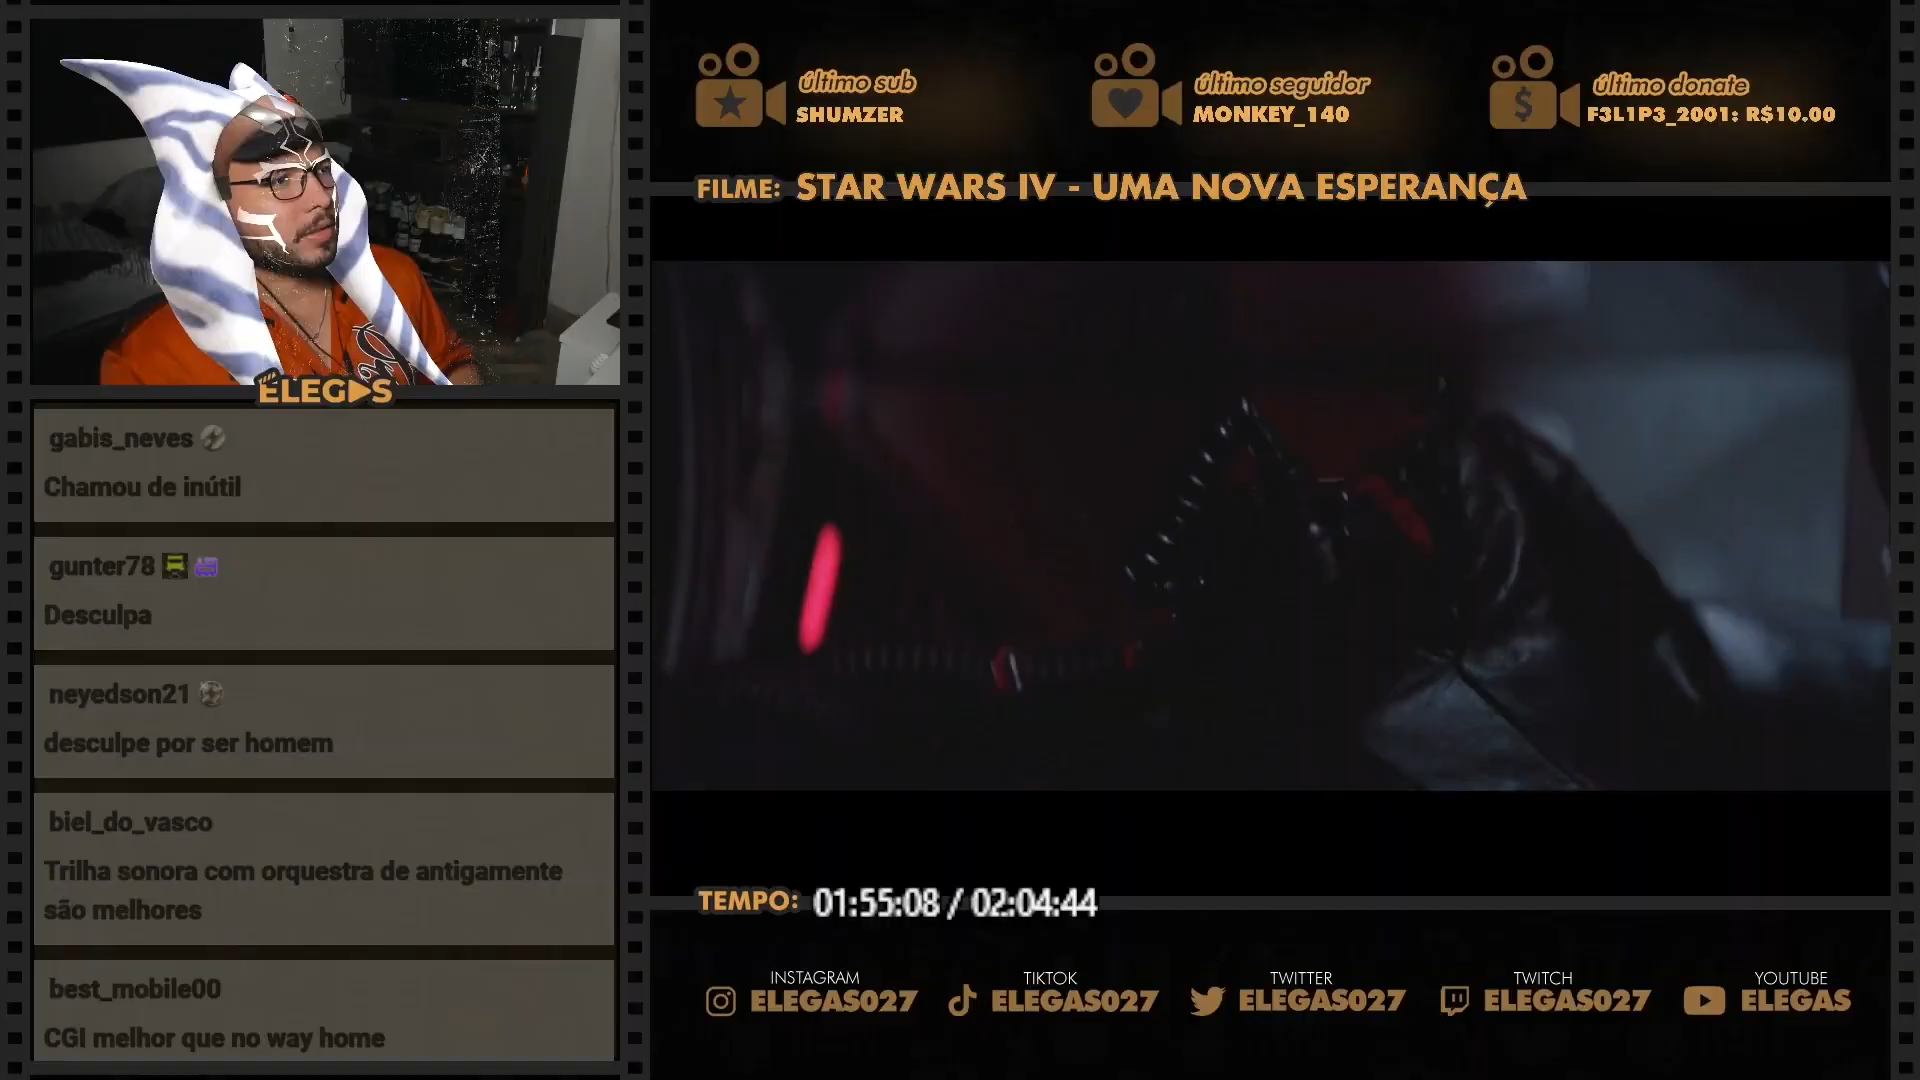 último sub
SHUMZER
último seguidor
MONKEY_140
último donate
F3L1P3_2001: R$10.00
FILME: STAR WARS IV - UMA NOVA ESPERANÇA
ELEGAS
gabis_neves
Chamou de inútil
gunter78
Desculpa
neyedson21
desculpe por ser homem
biel_do_vasco
Trilha sonora com orquestra de antigamente
são melhores
best_mobile00
CGI melhor que no way home
TEMPO: 01:55:08 / 02:04:44
INSTAGRAM
ELEGAS027
TIKTOK
ELEGAS027
TWITTER
ELEGAS027
TWITCH
ELEGAS027
YOUTUBE
ELEGAS